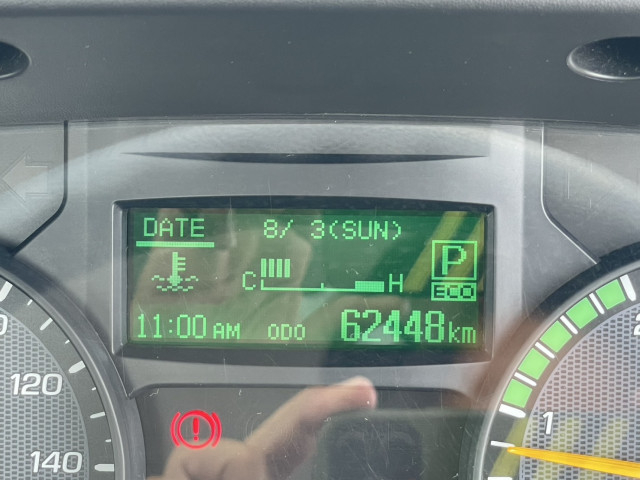 DATE 8/ 3(SUN)
P
C H
ECO
11:00 AM ODO 62448 km
120
1
140